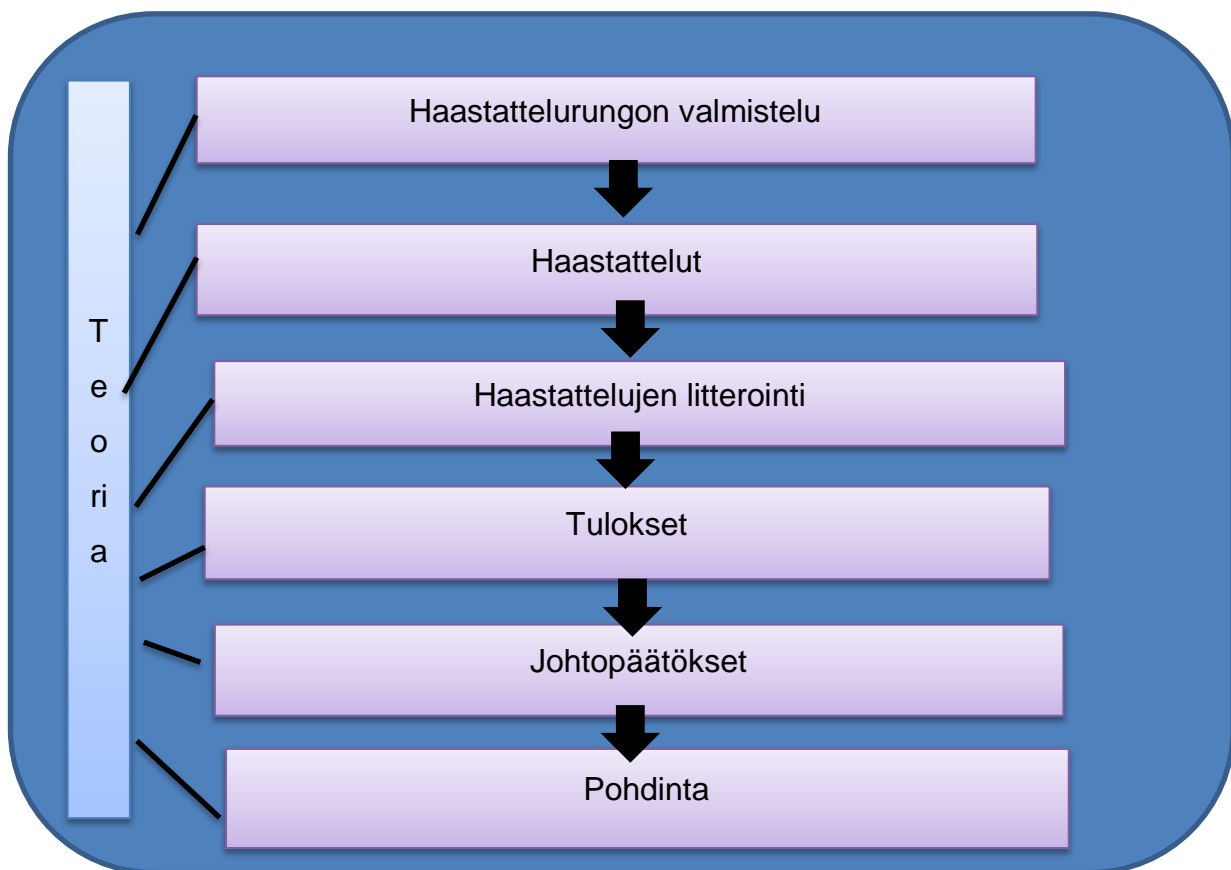 Haastattelurungon valmistelu
Haastattelut
Haastattelujen litterointi
Tulokset
Johtopäätökset
Pohdinta
T
e
o
ri
a